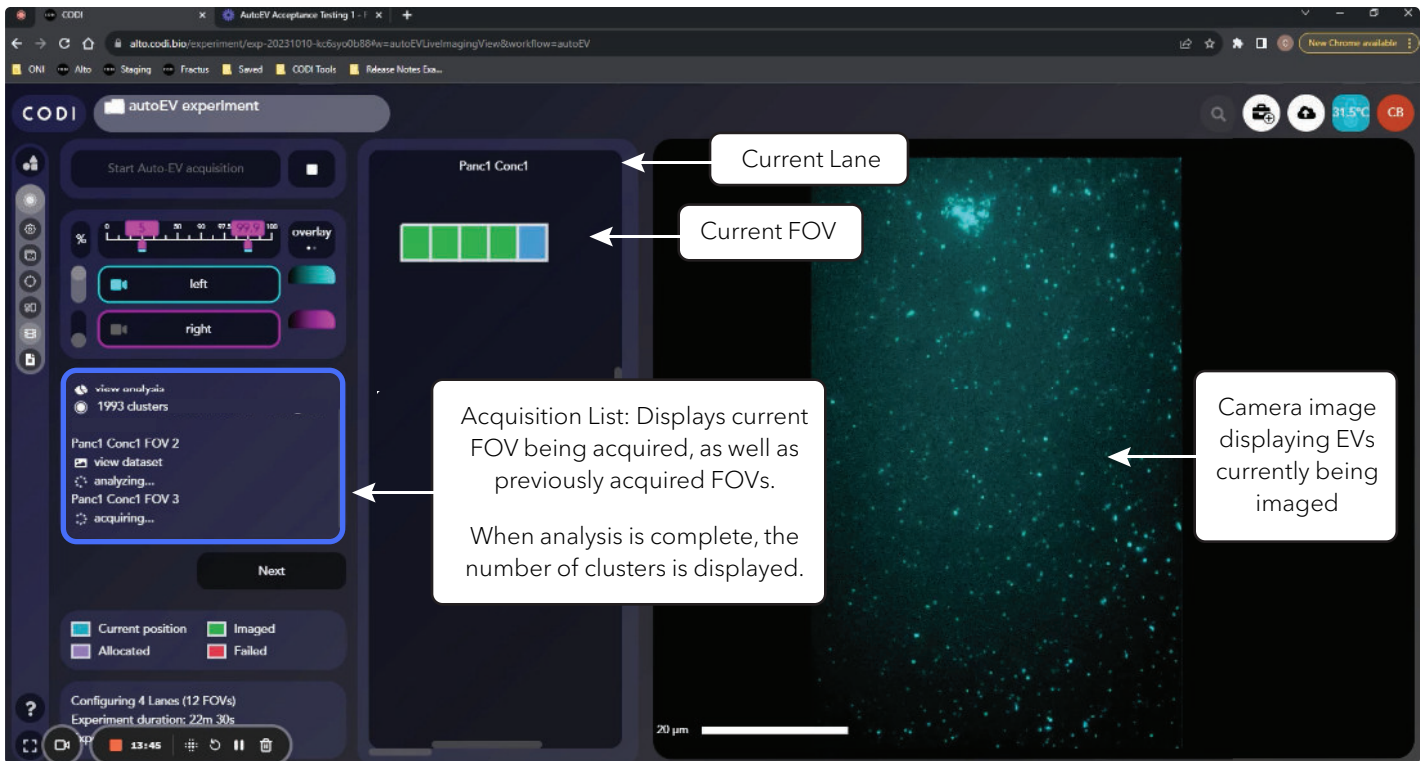 CODI
AutoEV Acceptance Testing 1 - F
alto.codi.bio/experiment/exp-20231010-kc6syo0b88#w=autoEVLiveImagingView&workflow=autoEV
New Chrome available
ONI
Alto
Staging
Fractus
Saved
CODI Tools
Release Notes Exa...
CODI
autoEV experiment
31.5°C
CB
Start Auto-EV acquisition
% 0 5 50 90 97.5 99.9 100
overlay
left
right
view analysis
1993 clusters
Panc1 Conc1 FOV 2
view dataset
analyzing...
Panc1 Conc1 FOV 3
acquiring...
Next
Current position
Imaged
Allocated
Failed
Configuring 4 Lanes (12 FOVs)
Experiment duration: 22m 30s
13:45
Panc1 Conc1
Current Lane
Current FOV
Acquisition List: Displays current
FOV being acquired, as well as
previously acquired FOVs.
When analysis is complete, the
number of clusters is displayed.
Camera image
displaying EVs
currently being
imaged
20 µm